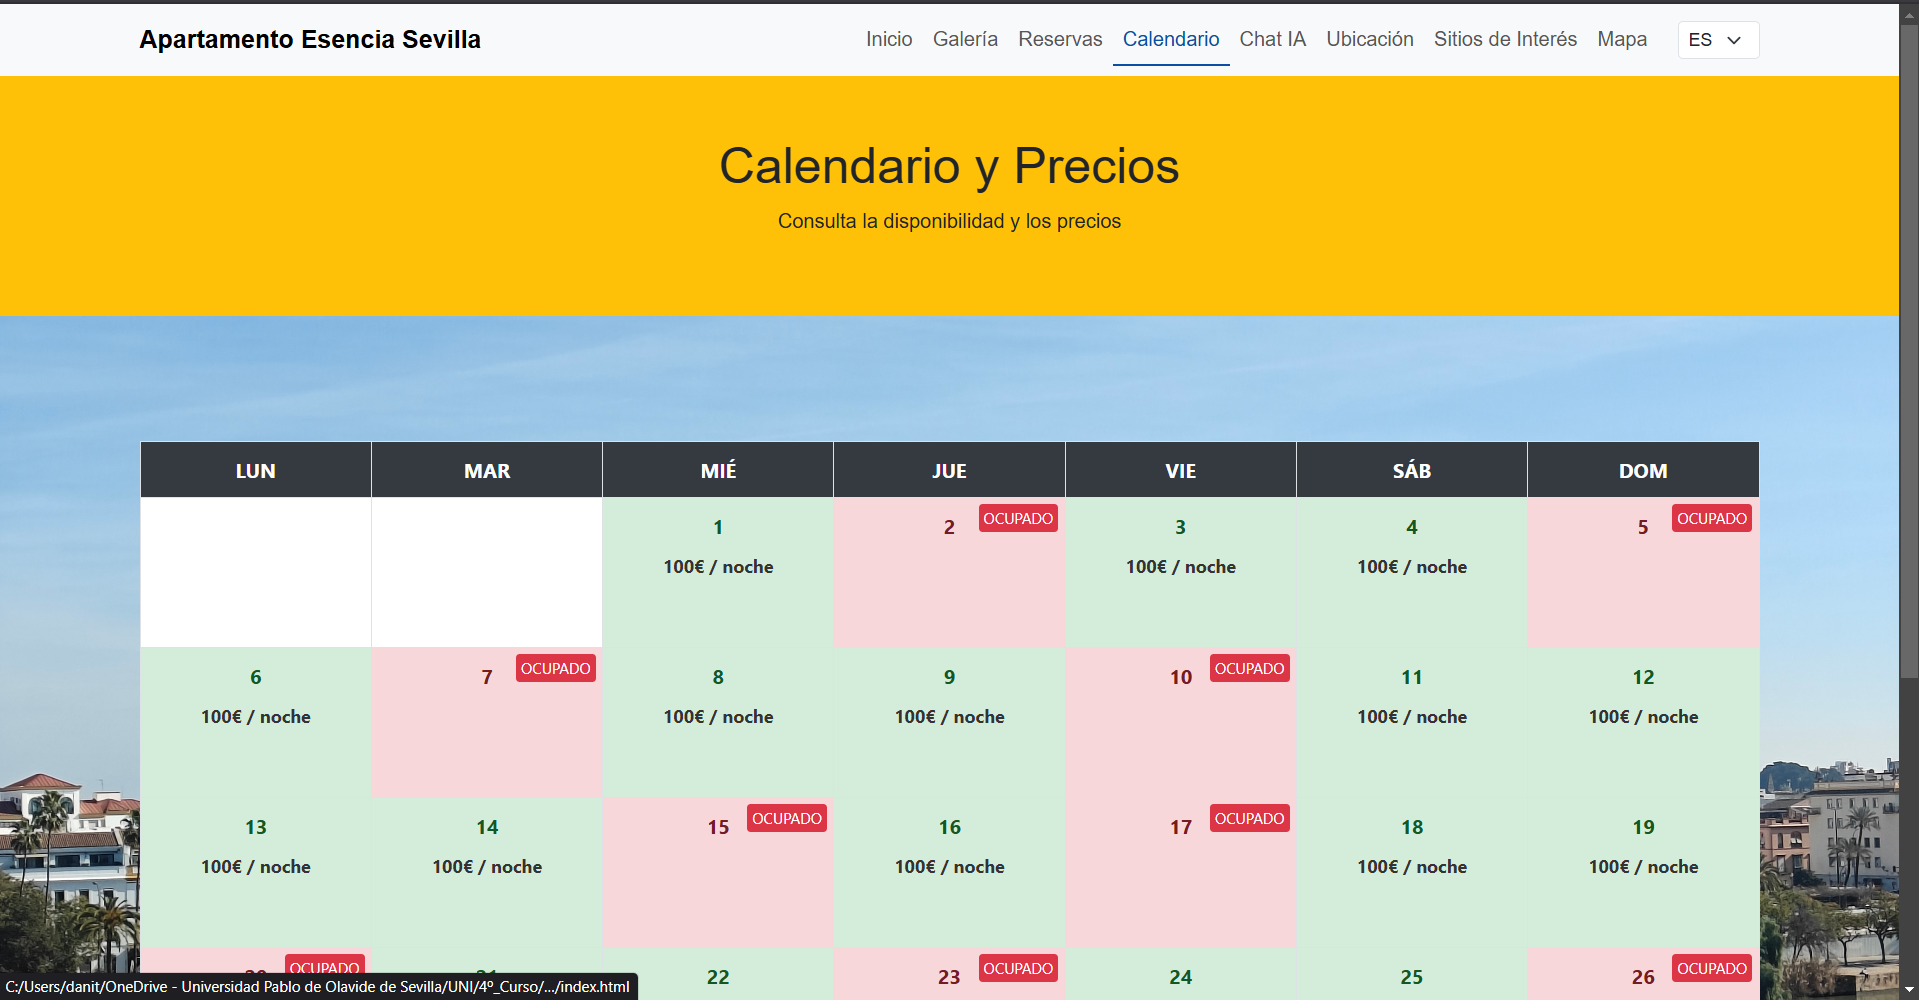 Apartamento Esencia Sevilla
Inicio Galería Reservas Calendario Chat IA Ubicación Sitios de Interés Mapa ES
Calendario y Precios
Consulta la disponibilidad y los precios
LUN MAR MIÉ JUE VIE SÁB DOM
1 2 OCUPADO 3 4 5 OCUPADO
100€ / noche 100€ / noche 100€ / noche
6 7 OCUPADO 8 9 10 OCUPADO 11 12
100€ / noche 100€ / noche 100€ / noche 100€ / noche 100€ / noche
13 14 15 OCUPADO 16 17 OCUPADO 18 19
100€ / noche 100€ / noche 100€ / noche 100€ / noche 100€ / noche
20 OCUPADO 21 22 23 OCUPADO 24 25 26 OCUPADO
C:/Users/danit/OneDrive - Universidad Pablo de Olavide de Sevilla/UNI/4º_Curso/.../index.html